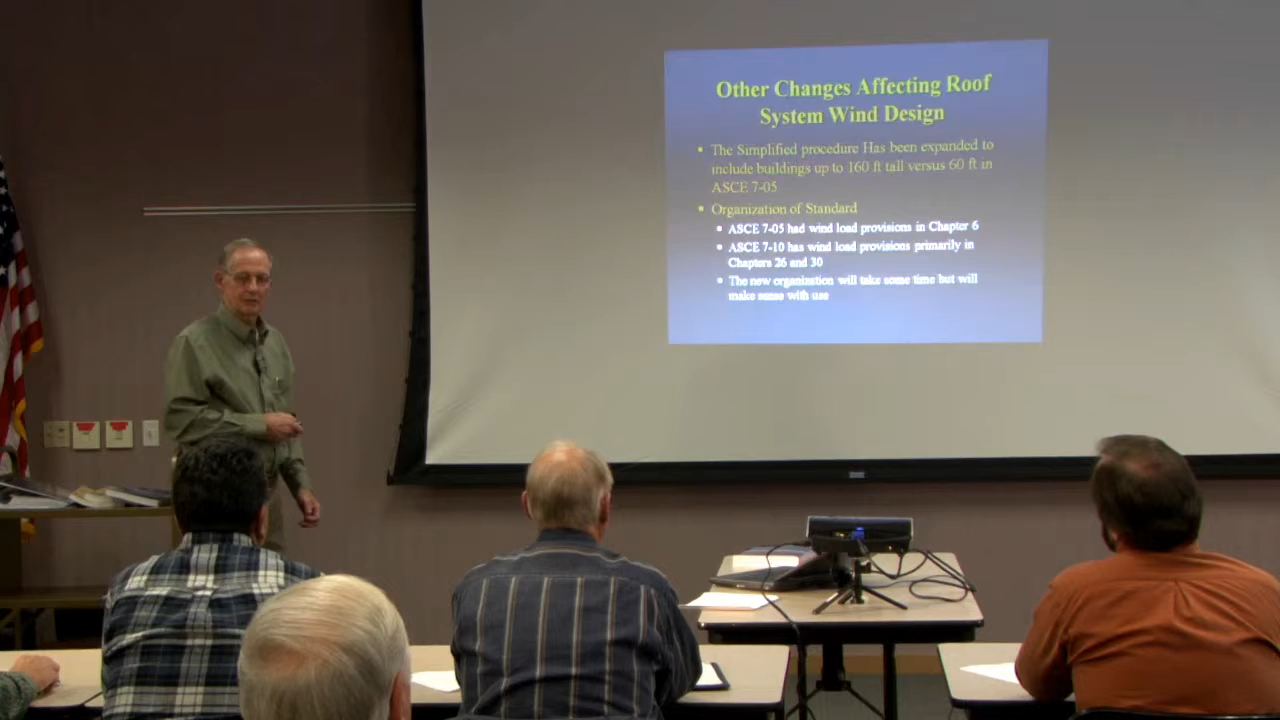 Other Changes Affecting Roof
System Wind Design
• The Simplified procedure Has been expanded to
include buildings up to 160 ft tall versus 60 ft in
ASCE 7-05
• Organization of Standard
• ASCE 7-05 had wind load provisions in Chapter 6
• ASCE 7-10 has wind load provisions primarily in
Chapters 26 and 30
• The new organization will take some time but will
make sense with use